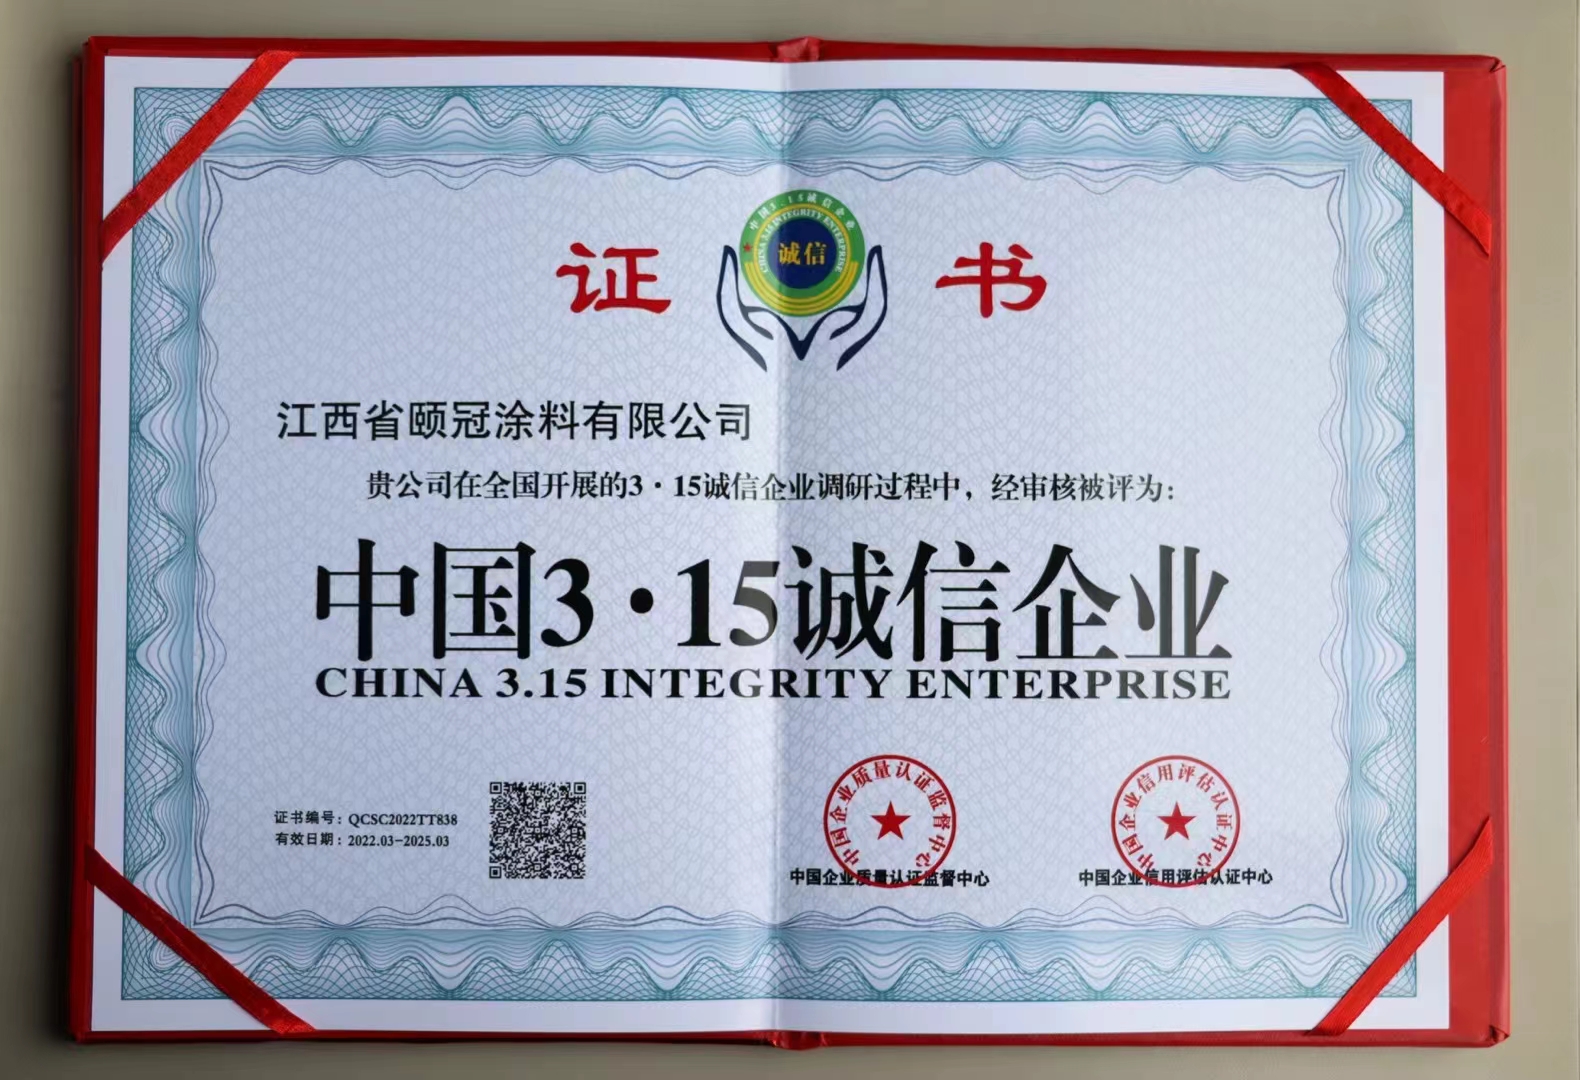 中国3.15诚信企业
CHINA 3.15 INTEGRITY ENTERPRISE
诚信
证书
江西省颐冠涂料有限公司
贵公司在全国开展的3·15诚信企业调研过程中，经审核被评为：
中国3·15诚信企业
CHINA 3.15 INTEGRITY ENTERPRISE
证书编号：QCSC2022TT838
有效日期：2022.03-2025.03
中国企业质量认证监督中心
中国企业质量认证监督中心
中国企业信用评估认证中心
中国企业信用评估认证中心